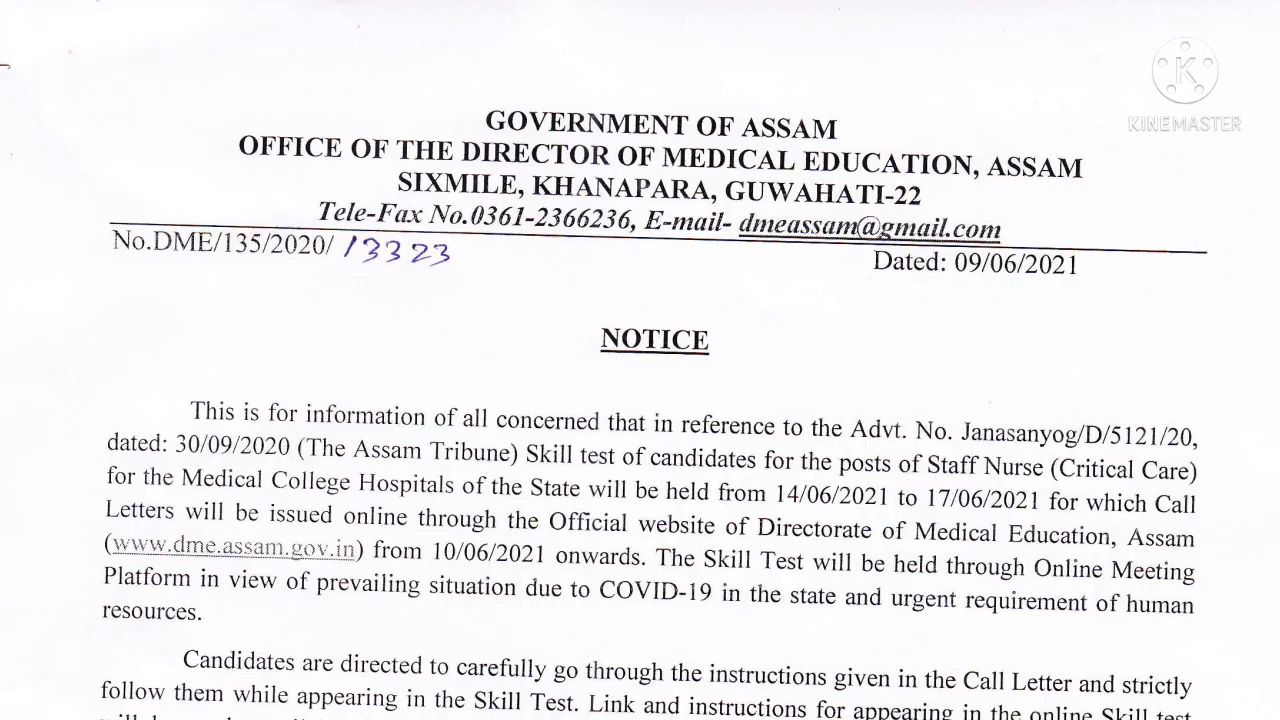 KINEMASTER
GOVERNMENT OF ASSAM
OFFICE OF THE DIRECTOR OF MEDICAL EDUCATION, ASSAM
SIXMILE, KHANAPARA, GUWAHATI-22
Tele-Fax No.0361-2366236, E-mail- dmeassam@gmail.com
No.DME/135/2020/ 13323
Dated: 09/06/2021
NOTICE
This is for information of all concerned that in reference to the Advt. No. Janasanyog/D/5121/20,
dated: 30/09/2020 (The Assam Tribune) Skill test of candidates for the posts of Staff Nurse (Critical Care)
for the Medical College Hospitals of the State will be held from 14/06/2021 to 17/06/2021 for which Call
Letters will be issued online through the Official website of Directorate of Medical Education, Assam
(www.dme.assam.gov.in) from 10/06/2021 onwards. The Skill Test will be held through Online Meeting
Platform in view of prevailing situation due to COVID-19 in the state and urgent requirement of human
resources.
Candidates are directed to carefully go through the instructions given in the Call Letter and strictly
follow them while appearing in the Skill Test. Link and instructions for appearing in the online Skill test